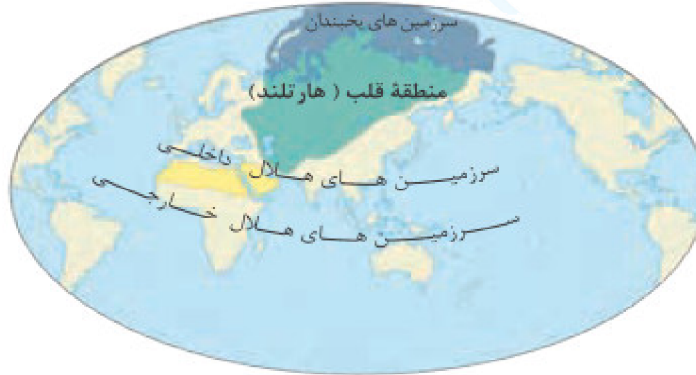 سرزمین های یخبندان
منطقهٔ قلب ( هارتلند)
سرزمین های هلال داخلی
سرزمین های هلال خارجی